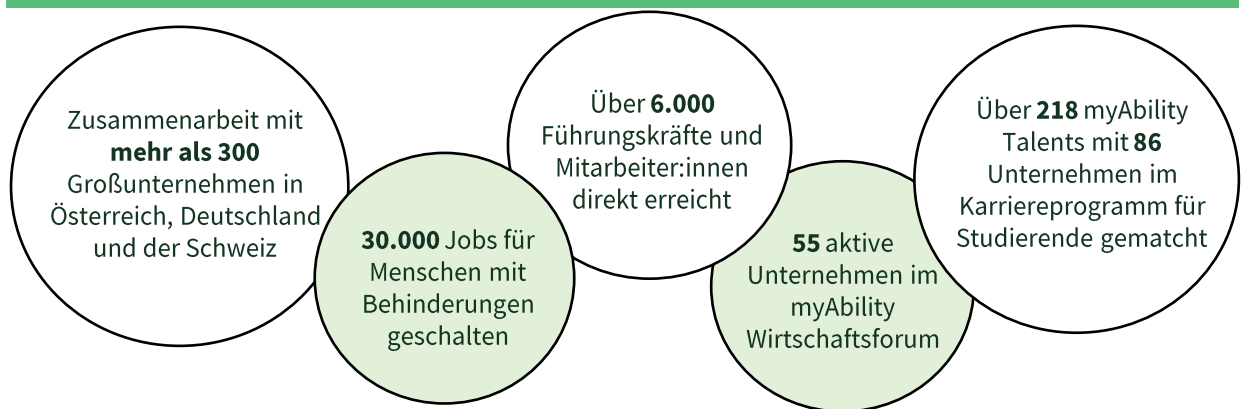 Zusammenarbeit mit
mehr als 300
Großunternehmen in
Österreich, Deutschland
und der Schweiz
30.000 Jobs für
Menschen mit
Behinderungen
geschalten
Über 6.000
Führungskräfte und
Mitarbeiter:innen
direkt erreicht
55 aktive
Unternehmen im
myAbility
Wirtschaftsforum
Über 218 myAbility
Talents mit 86
Unternehmen im
Karriereprogramm für
Studierende gematcht